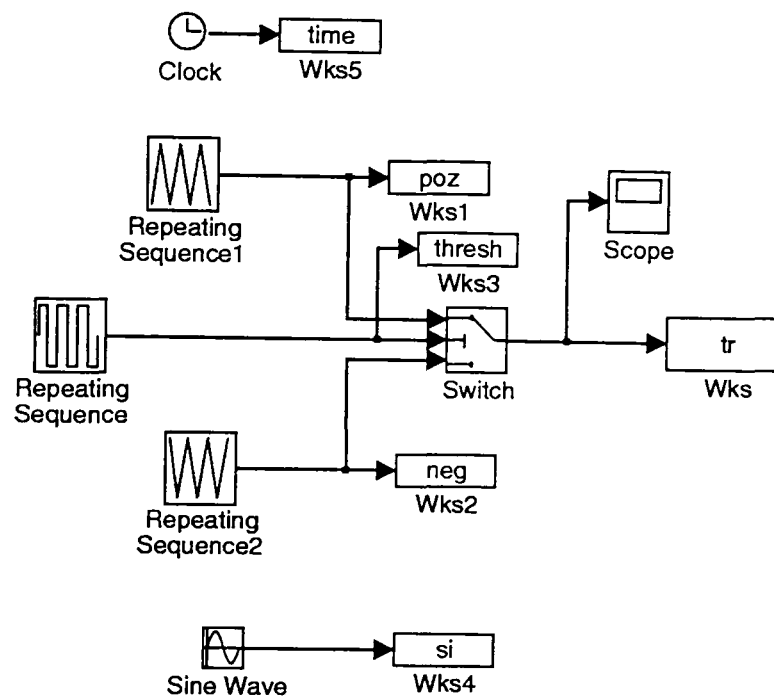 time
Clock
Wks5
poz
Repeating
Sequence1
Wks1
thresh
Wks3
Scope
Repeating
Sequence
Switch
tr
Wks
neg
Repeating
Sequence2
Wks2
si
Sine Wave
Wks4